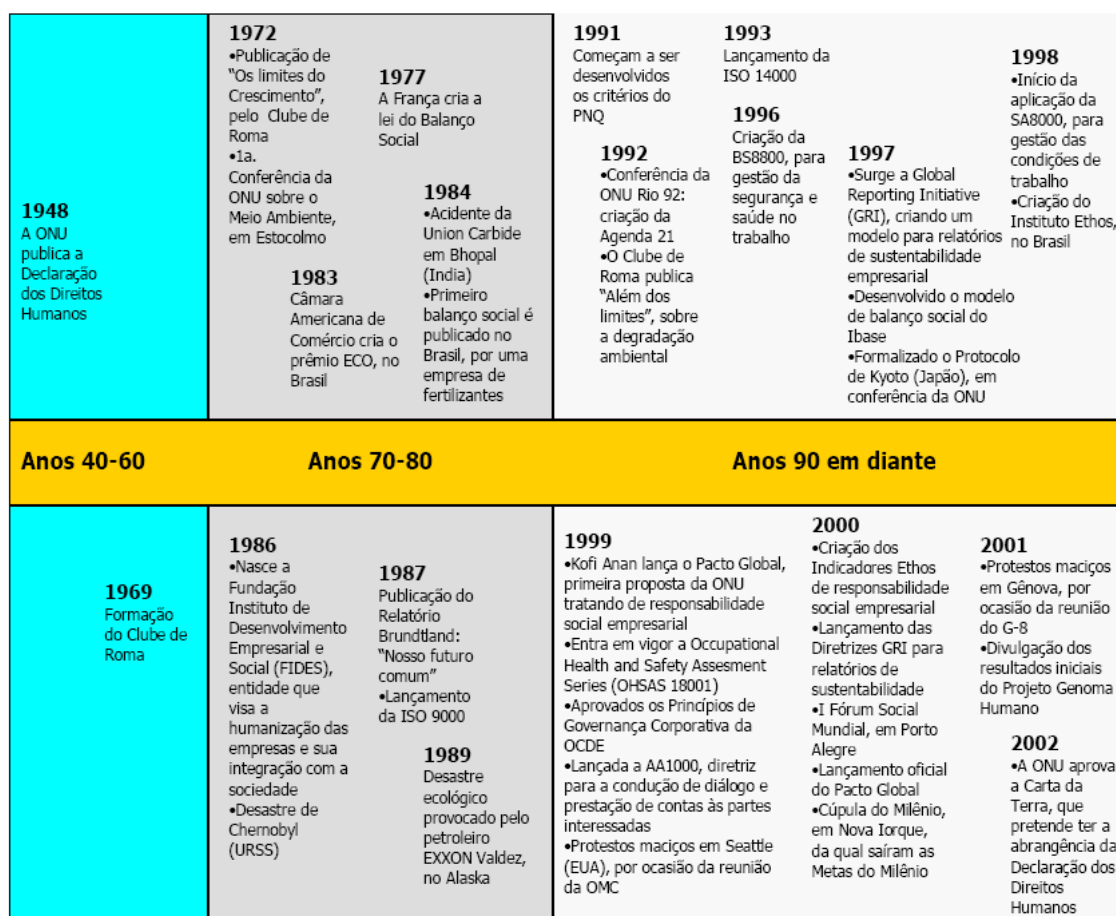 1948
A ONU
publica a
Declaração
dos Direitos
Humanos
1972
•Publicação de
“Os limites do
Crescimento”,
pelo Clube de
Roma
•1a.
Conferência da
ONU sobre o
Meio Ambiente,
em Estocolmo
1977
A França cria a
lei do Balanço
Social
1983
Câmara
Americana de
Comércio cria o
prêmio ECO, no
Brasil
1984
•Acidente da
Union Carbide
em Bhopal
(India)
•Primeiro
balanço social é
publicado no
Brasil, por uma
empresa de
fertilizantes
1991
Começam a ser
desenvolvidos
os critérios do
PNQ
1992
•Conferência da
ONU Rio 92:
criação da
Agenda 21
•O Clube de
Roma publica
“Além dos
limites”, sobre
a degradação
ambiental
1993
Lançamento da
ISO 14000
1996
Criação da
BS8800, para
gestão da
segurança e
saúde no
trabalho
1997
•Surge a Global
Reporting Initiative
(GRI), criando um
modelo para relatórios
de sustentabilidade
empresarial
•Desenvolvido o modelo
de balanço social do
Ibase
•Formalizado o Protocolo
de Kyoto (Japão), em
conferência da ONU
1998
•Início da
aplicação da
SA8000, para
gestão das
condições de
trabalho
•Criação do
Instituto Ethos,
no Brasil
Anos 40-60
Anos 70-80
Anos 90 em diante
1969
Formação
do Clube de
Roma
1986
•Nasce a
Fundação
Instituto de
Desenvolvimento
Empresarial e
Social (FIDES),
entidade que
visa a
humanização das
empresas e sua
integração com a
sociedade
•Desastre de
Chernobyl
(URSS)
1987
Publicação do
Relatório
Brundtland:
“Nosso futuro
comum”
•Lançamento
da ISO 9000
1989
Desastre
ecológico
provocado pelo
petroleiro
EXXON Valdez,
no Alaska
1999
•Kofi Anan lança o Pacto Global,
primeira proposta da ONU
tratando de responsabilidade
social empresarial
•Entra em vigor a Occupational
Health and Safety Assesment
Series (OHSAS 18001)
•Aprovados os Princípios de
Governança Corporativa da
OCDE
•Lançada a AA1000, diretriz
para a condução de diálogo e
prestação de contas às partes
interessadas
•Protestos maciços em Seattle
(EUA), por ocasião da reunião
da OMC
2000
•Criação dos
Indicadores Ethos
de responsabilidade
social empresarial
•Lançamento das
Diretrizes GRI para
relatórios de
sustentabilidade
•I Fórum Social
Mundial, em Porto
Alegre
•Lançamento oficial
do Pacto Global
•Cúpula do Milênio,
em Nova Iorque,
da qual saíram as
Metas do Milênio
2001
•Protestos maciços
em Gênova, por
ocasião da reunião
do G-8
•Divulgação dos
resultados iniciais
do Projeto Genoma
Humano
2002
•A ONU aprova
a Carta da
Terra, que
pretende ter a
abrangência da
Declaração dos
Direitos
Humanos